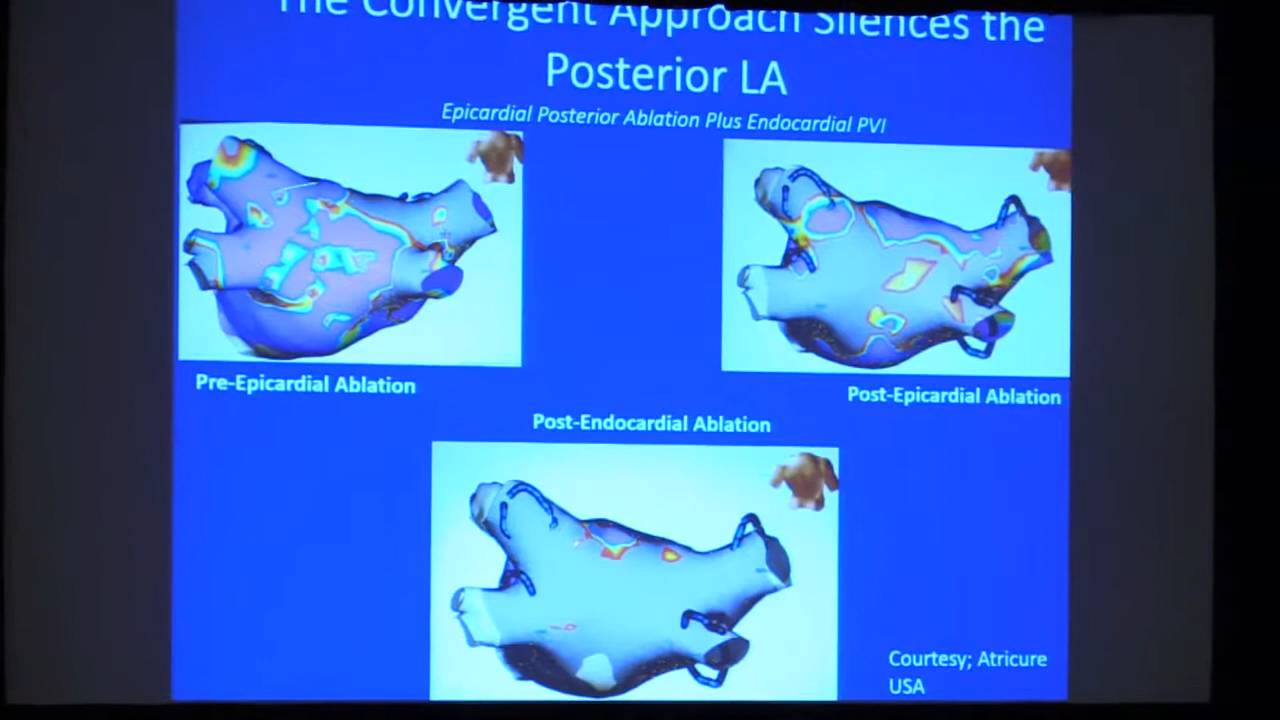 The Convergent Approach Silences the
Posterior LA
Epicardial Posterior Ablation Plus Endocardial PVI
Pre-Epicardial Ablation
Post-Epicardial Ablation
Post-Endocardial Ablation
Courtesy; Atricure
USA